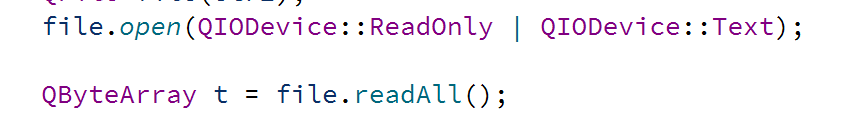 file.open(QIODevice::ReadOnly | QIODevice::Text);
QByteArray t = file.readAll();